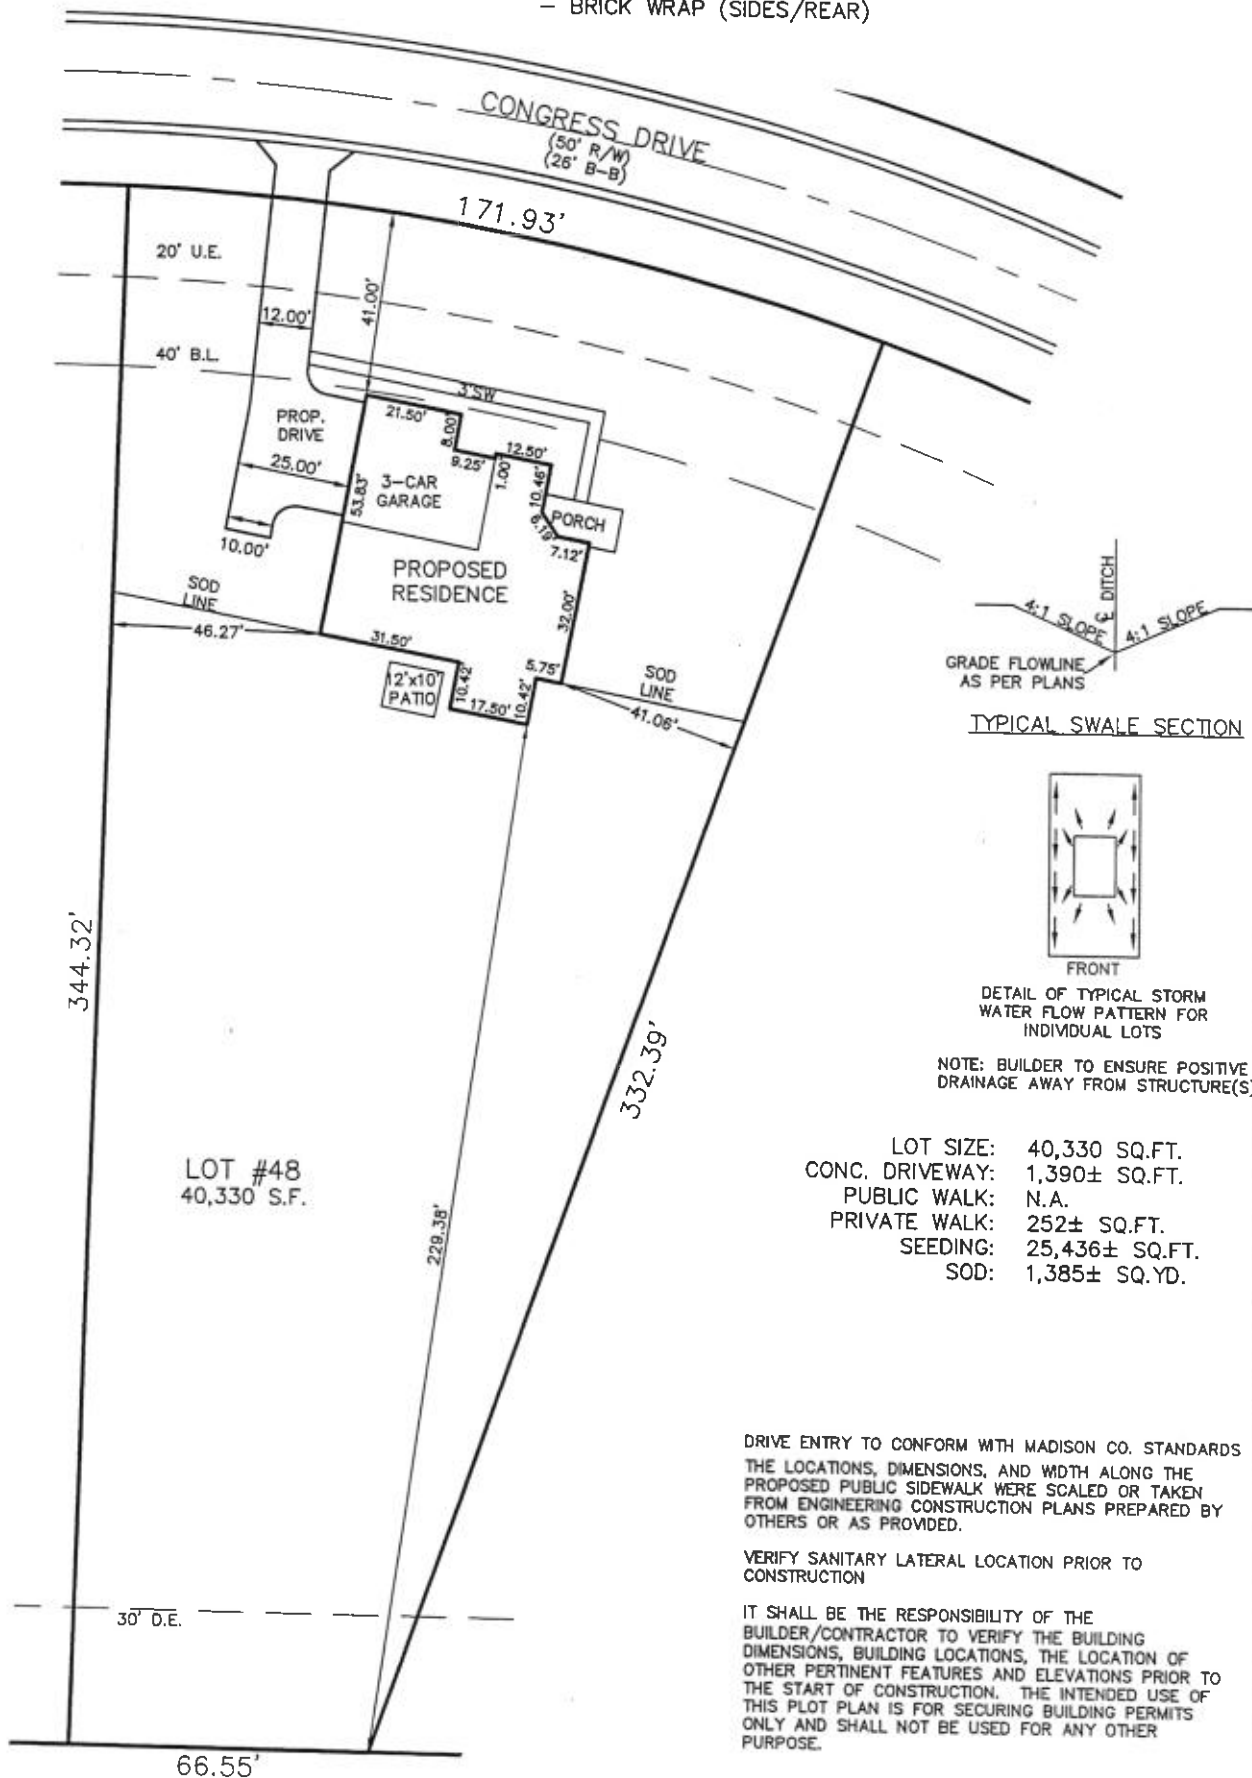 - BRICK WRAP (SIDES/REAR)
CONGRESS DRIVE
(50' R/W)
(26' B-B)
171.93'
20' U.E.
41.00'
12.00'
40' B.L.
3'SW
PROP.
DRIVE
21.50'
8.00'
9.25'
12.50'
1.00'
10.46'
25.00'
53.83'
3-CAR
GARAGE
PORCH
6.19'
7.12'
10.00'
PROPOSED
RESIDENCE
32.00'
SOD
LINE
46.27'
31.50'
12'x10'
PATIO
10.42'
17.50'
10.42'
5.75'
SOD
LINE
41.06'
344.32'
332.39'
229.38'
LOT #48
40,330 S.F.
30' D.E.
66.55'
DITCH
4:1 SLOPE
4:1 SLOPE
GRADE FLOWLINE
AS PER PLANS
TYPICAL SWALE SECTION
FRONT
DETAIL OF TYPICAL STORM
WATER FLOW PATTERN FOR
INDIVIDUAL LOTS
NOTE: BUILDER TO ENSURE POSITIVE
DRAINAGE AWAY FROM STRUCTURE(S)
LOT SIZE: 40,330 SQ.FT.
CONC. DRIVEWAY: 1,390± SQ.FT.
PUBLIC WALK: N.A.
PRIVATE WALK: 252± SQ.FT.
SEEDING: 25,436± SQ.FT.
SOD: 1,385± SQ.YD.
DRIVE ENTRY TO CONFORM WITH MADISON CO. STANDARDS
THE LOCATIONS, DIMENSIONS, AND WIDTH ALONG THE
PROPOSED PUBLIC SIDEWALK WERE SCALED OR TAKEN
FROM ENGINEERING CONSTRUCTION PLANS PREPARED BY
OTHERS OR AS PROVIDED.
VERIFY SANITARY LATERAL LOCATION PRIOR TO
CONSTRUCTION
IT SHALL BE THE RESPONSIBILITY OF THE
BUILDER/CONTRACTOR TO VERIFY THE BUILDING
DIMENSIONS, BUILDING LOCATIONS, THE LOCATION OF
OTHER PERTINENT FEATURES AND ELEVATIONS PRIOR TO
THE START OF CONSTRUCTION. THE INTENDED USE OF
THIS PLOT PLAN IS FOR SECURING BUILDING PERMITS
ONLY AND SHALL NOT BE USED FOR ANY OTHER
PURPOSE.